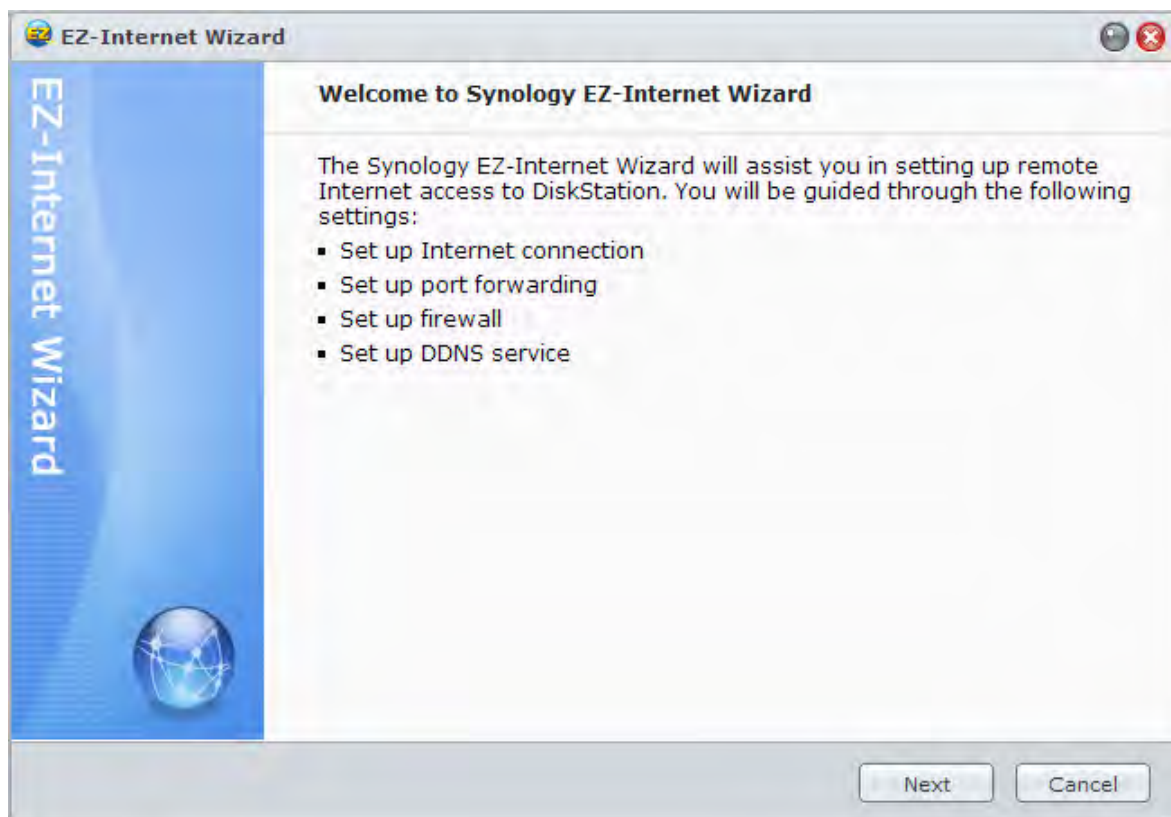 EZ-Internet Wizard
EZ-Internet Wizard
Welcome to Synology EZ-Internet Wizard
The Synology EZ-Internet Wizard will assist you in setting up remote
Internet access to DiskStation. You will be guided through the following
settings:
▪ Set up Internet connection
▪ Set up port forwarding
▪ Set up firewall
▪ Set up DDNS service
Next
Cancel